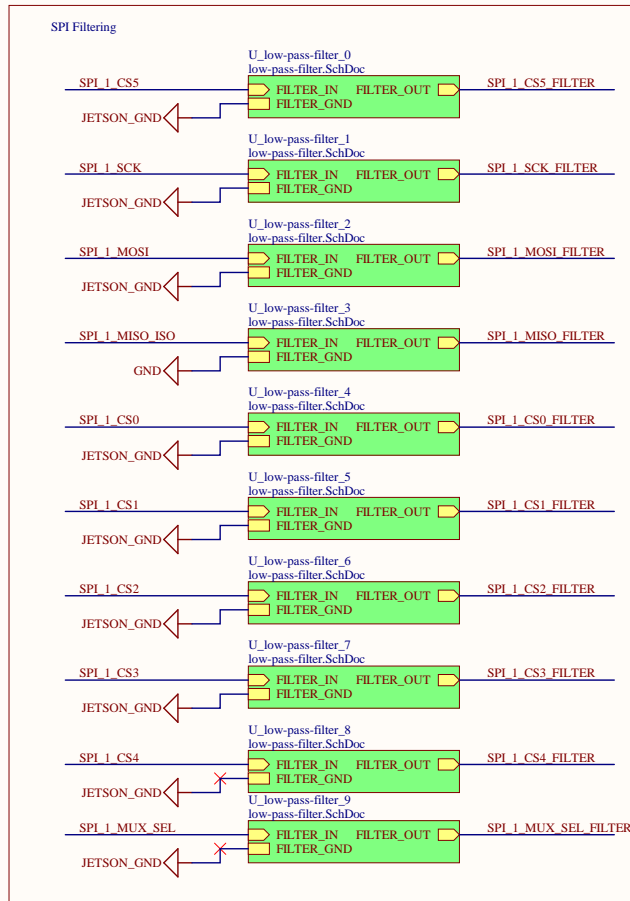 SPI Filtering
U_low-pass-filter_0
low-pass-filter.SchDoc
SPI_1_CS5 FILTER_IN FILTER_OUT SPI_1_CS5_FILTER
JETSON_GND FILTER_GND
U_low-pass-filter_1
low-pass-filter.SchDoc
SPI_1_SCK FILTER_IN FILTER_OUT SPI_1_SCK_FILTER
JETSON_GND FILTER_GND
U_low-pass-filter_2
low-pass-filter.SchDoc
SPI_1_MOSI FILTER_IN FILTER_OUT SPI_1_MOSI_FILTER
JETSON_GND FILTER_GND
U_low-pass-filter_3
low-pass-filter.SchDoc
SPI_1_MISO_ISO FILTER_IN FILTER_OUT SPI_1_MISO_FILTER
GND FILTER_GND
U_low-pass-filter_4
low-pass-filter.SchDoc
SPI_1_CS0 FILTER_IN FILTER_OUT SPI_1_CS0_FILTER
JETSON_GND FILTER_GND
U_low-pass-filter_5
low-pass-filter.SchDoc
SPI_1_CS1 FILTER_IN FILTER_OUT SPI_1_CS1_FILTER
JETSON_GND FILTER_GND
U_low-pass-filter_6
low-pass-filter.SchDoc
SPI_1_CS2 FILTER_IN FILTER_OUT SPI_1_CS2_FILTER
JETSON_GND FILTER_GND
U_low-pass-filter_7
low-pass-filter.SchDoc
SPI_1_CS3 FILTER_IN FILTER_OUT SPI_1_CS3_FILTER
JETSON_GND FILTER_GND
U_low-pass-filter_8
low-pass-filter.SchDoc
SPI_1_CS4 FILTER_IN FILTER_OUT SPI_1_CS4_FILTER
JETSON_GND FILTER_GND
U_low-pass-filter_9
low-pass-filter.SchDoc
SPI_1_MUX_SEL FILTER_IN FILTER_OUT SPI_1_MUX_SEL_FILTER
JETSON_GND FILTER_GND